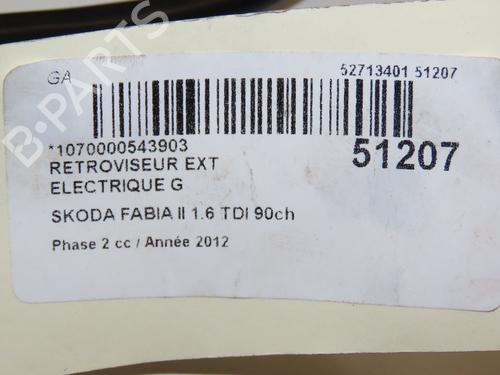 GA
52713401 51207
*1070000543903
51207
RETROVISEUR EXT
ELECTRIQUE G
SKODA FABIA II 1.6 TDI 90ch
Phase 2 cc / Année 2012
B-PARTS